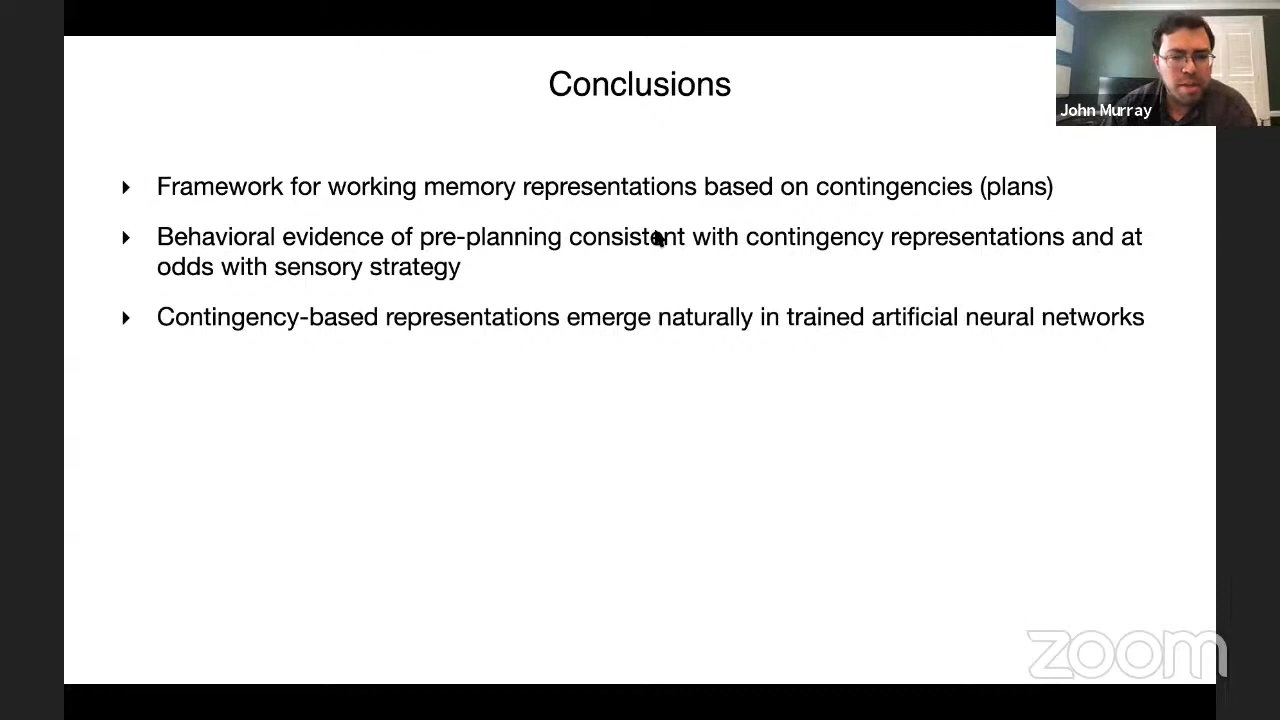 Conclusions
John Murray
Framework for working memory representations based on contingencies (plans)
Behavioral evidence of pre-planning consistent with contingency representations and at
odds with sensory strategy
Contingency-based representations emerge naturally in trained artificial neural networks
zoom